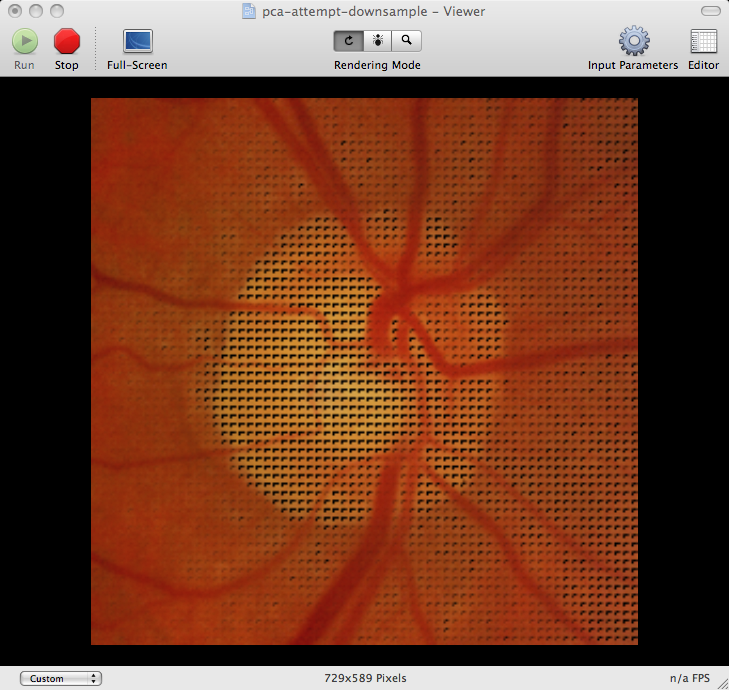 pca-attempt-downsample – Viewer
Run
Stop
Full-Screen
Rendering Mode
Input Parameters
Editor
Custom
729x589 Pixels
n/a FPS